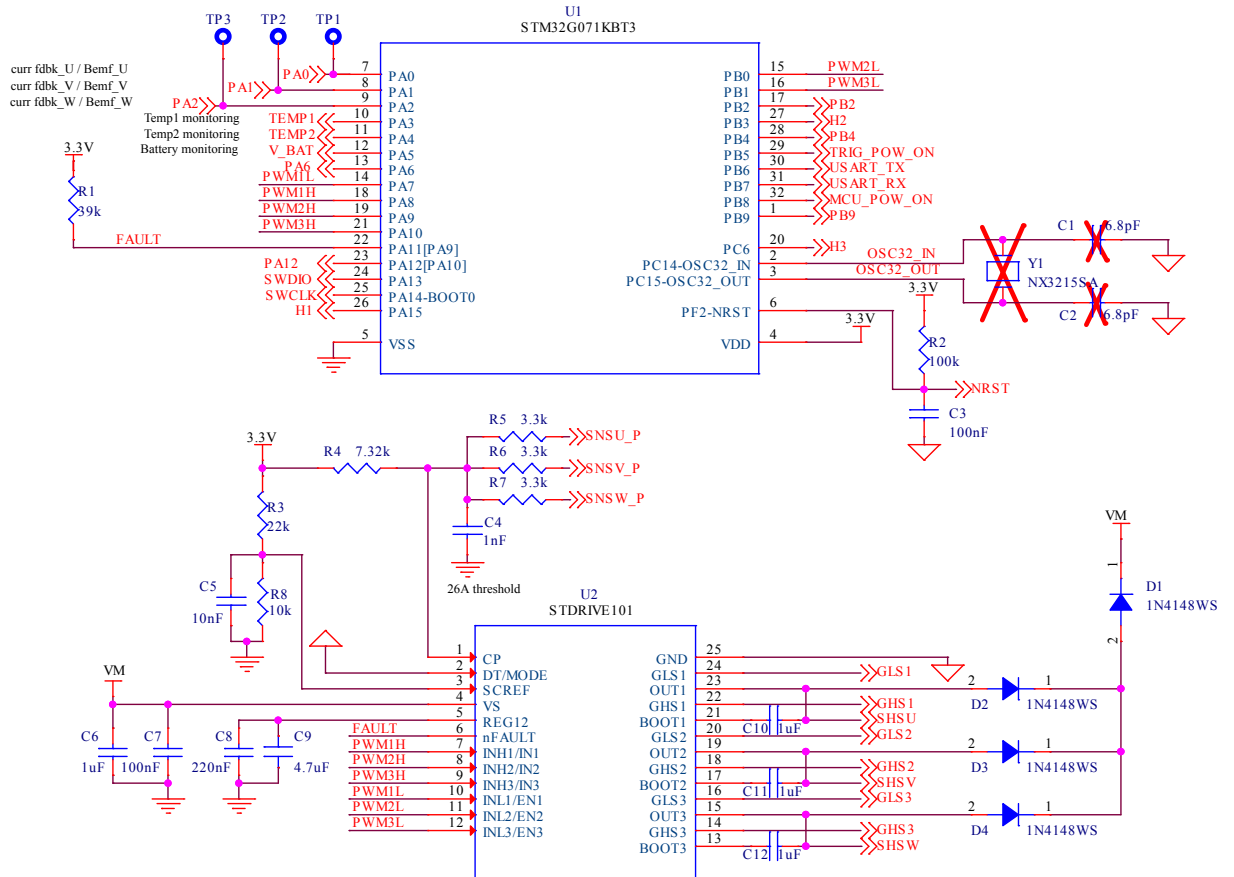 U1
STM32G071KBT3
TP3 TP2 TP1
curr fdbk_U / Bemf_U
curr fdbk_V / Bemf_V
curr fdbk_W / Bemf_W
Temp1 monitoring
Temp2 monitoring
Battery monitoring
PA0 7 PA0
PA1 8 PA1
PA2 9 PA2
TEMP1 10 PA3
TEMP2 11 PA4
V_BAT 12 PA5
PA6 13 PA6
PWM1L 14 PA7
PWM1H 18 PA8
PWM2H 19 PA9
PWM3H 21 PA10
FAULT 22 PA11[PA9]
PA12 23 PA12[PA10]
SWDIO 24 PA13
SWCLK 25 PA14-BOOT0
H1 26 PA15
5 VSS
3.3V
R1
39k
PB0 15 PWM2L
PB1 16 PWM3L
PB2 17 PB2
PB3 27 H2
PB4 28 PB4
PB5 29 TRIG_POW_ON
PB6 30 USART_TX
PB7 31 USART_RX
PB8 32 MCU_POW_ON
PB9 1 PB9
PC6 20 H3
PC14-OSC32_IN 2 OSC32_IN
PC15-OSC32_OUT 3 OSC32_OUT
PF2-NRST 6
VDD 4 3.3V
C1 6.8pF
Y1
NX3215SA
C2 6.8pF
3.3V
R2
100k
NRST
C3
100nF
3.3V
R4 7.32k
R5 3.3k SNSU_P
R6 3.3k SNSV_P
R7 3.3k SNSW_P
C4
1nF
26A threshold
R3
22k
C5
10nF
R8
10k
U2
STDRIVE101
VM
C6
1uF
C7
100nF
C8
220nF
C9
4.7uF
1 CP
2 DT/MODE
3 SCREF
4 VS
5 REG12
FAULT 6 nFAULT
PWM1H 7 INH1/IN1
PWM2H 8 INH2/IN2
PWM3H 9 INH3/IN3
PWM1L 10 INL1/EN1
PWM2L 11 INL2/EN2
PWM3L 12 INL3/EN3
GND 25
GLS1 24 GLS1
OUT1 23
GHS1 22 GHS1
BOOT1 21 C10 1uF SHSU
GLS2 20 GLS2
OUT2 19
GHS2 18 GHS2
BOOT2 17 C11 1uF SHSV
GLS3 16 GLS3
OUT3 15
GHS3 14 GHS3
BOOT3 13 C12 1uF SHSW
VM
1
D1
1N4148WS
2
2 1
D2 1N4148WS
2 1
D3 1N4148WS
2 1
D4 1N4148WS